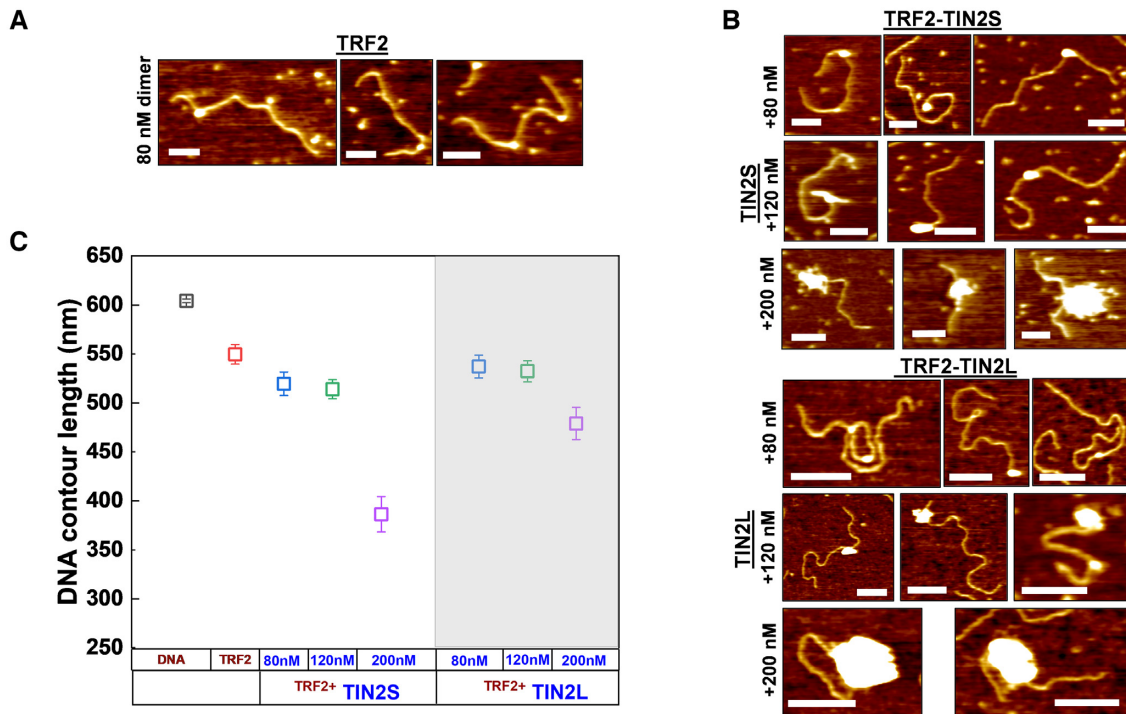 A
TRF2
80 nM dimer
B
TRF2-TIN2S
+80 nM
TIN2S
+120 nM
+200 nM
TRF2-TIN2L
+80 nM
TIN2L
+120 nM
+200 nM
C
DNA contour length (nm)
650
600
550
500
450
400
350
300
250
DNA TRF2 80nM 120nM 200nM 80nM 120nM 200nM
TRF2+ TIN2S TRF2+ TIN2L